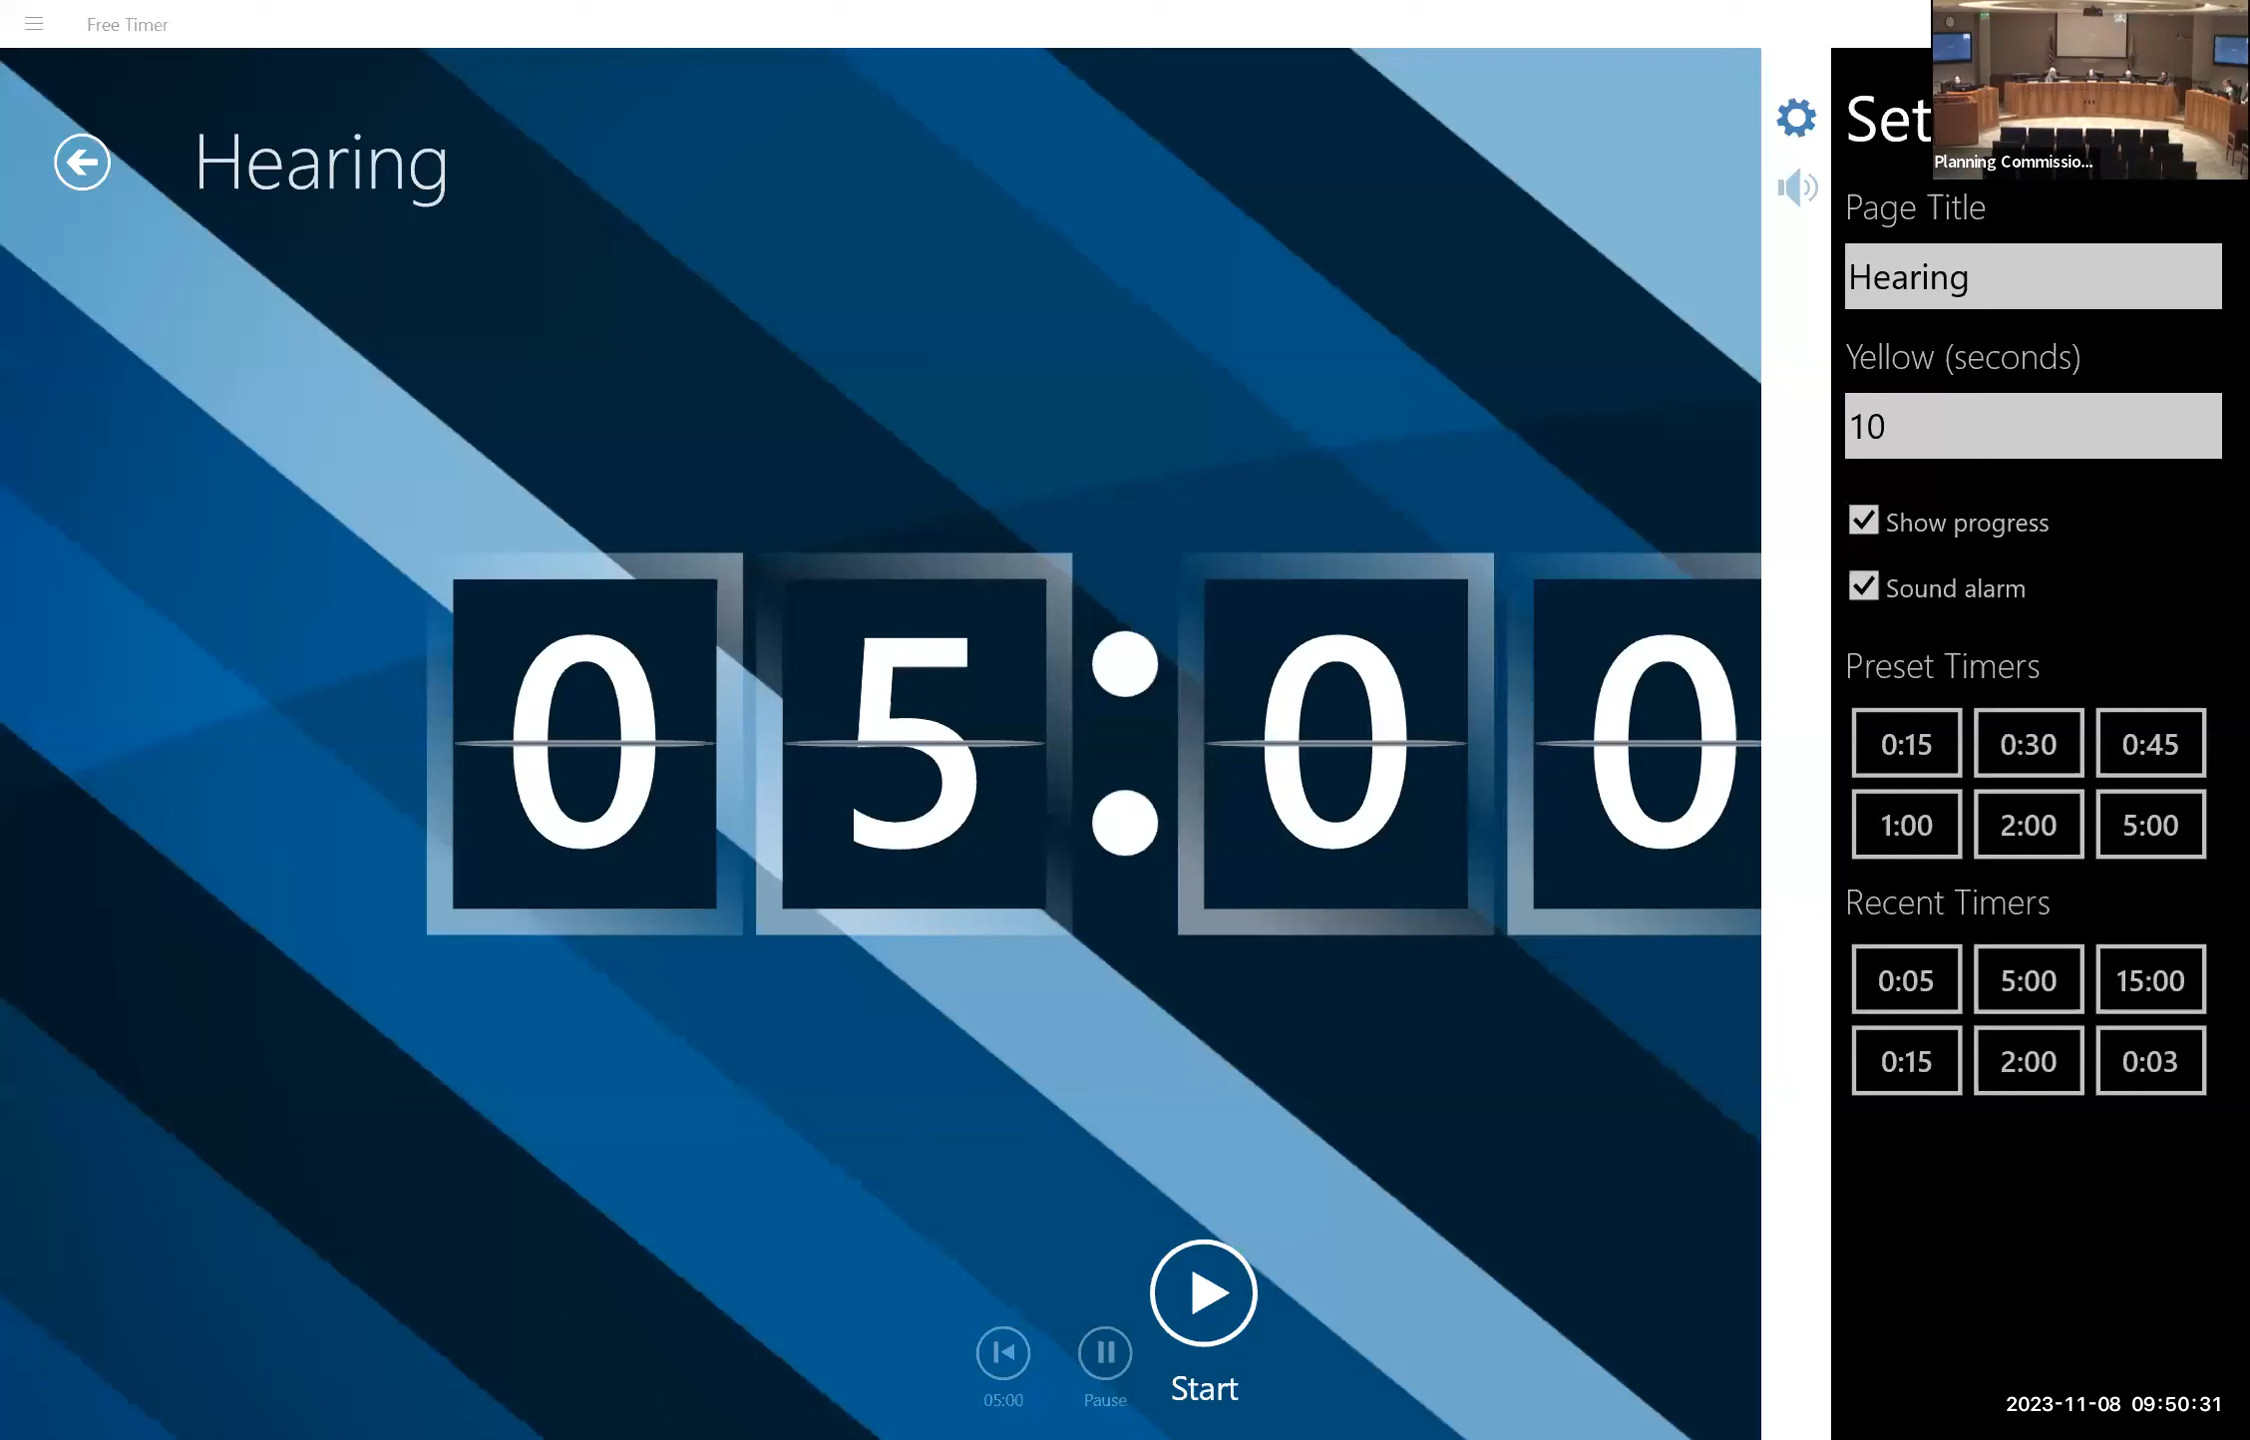 Free Timer
Hearing
05:00
05:00
Pause
Start
Set
Planning Commissio...
Page Title
Hearing
Yellow (seconds)
10
Show progress
Sound alarm
Preset Timers
0:15 0:30 0:45
1:00 2:00 5:00
Recent Timers
0:05 5:00 15:00
0:15 2:00 0:03
2023-11-08 09:50:31